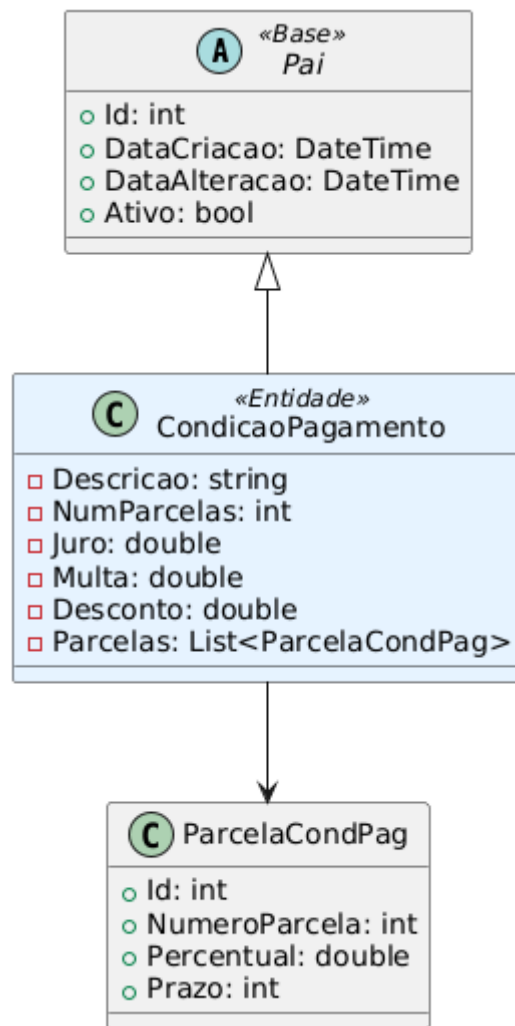 A
«Base»
Pai
Id: int
DataCriacao: DateTime
DataAlteracao: DateTime
Ativo: bool
C
«Entidade»
CondicaoPagamento
Descricao: string
NumParcelas: int
Juro: double
Multa: double
Desconto: double
Parcelas: List<ParcelaCondPag>
C ParcelaCondPag
Id: int
NumeroParcela: int
Percentual: double
Prazo: int